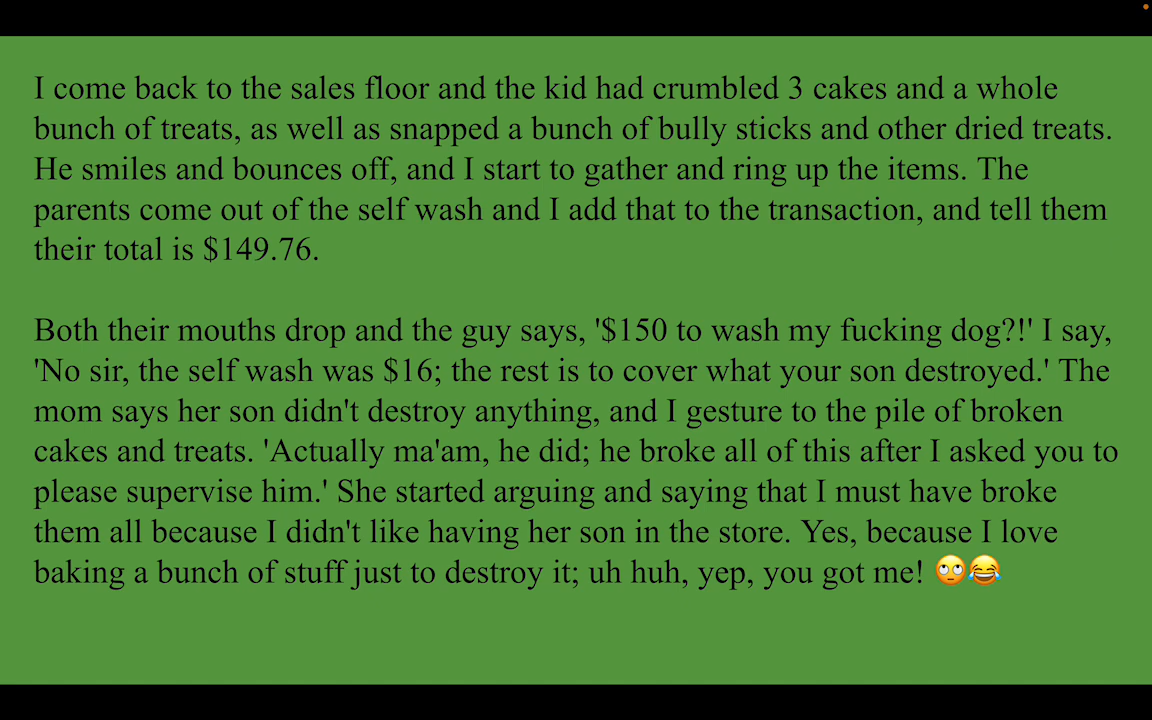 I come back to the sales floor and the kid had crumbled 3 cakes and a whole
bunch of treats, as well as snapped a bunch of bully sticks and other dried treats.
He smiles and bounces off, and I start to gather and ring up the items. The
parents come out of the self wash and I add that to the transaction, and tell them
their total is $149.76.
Both their mouths drop and the guy says, '$150 to wash my fucking dog?!' I say,
'No sir, the self wash was $16; the rest is to cover what your son destroyed.' The
mom says her son didn't destroy anything, and I gesture to the pile of broken
cakes and treats. 'Actually ma'am, he did; he broke all of this after I asked you to
please supervise him.' She started arguing and saying that I must have broke
them all because I didn't like having her son in the store. Yes, because I love
baking a bunch of stuff just to destroy it; uh huh, yep, you got me! 🙄😂